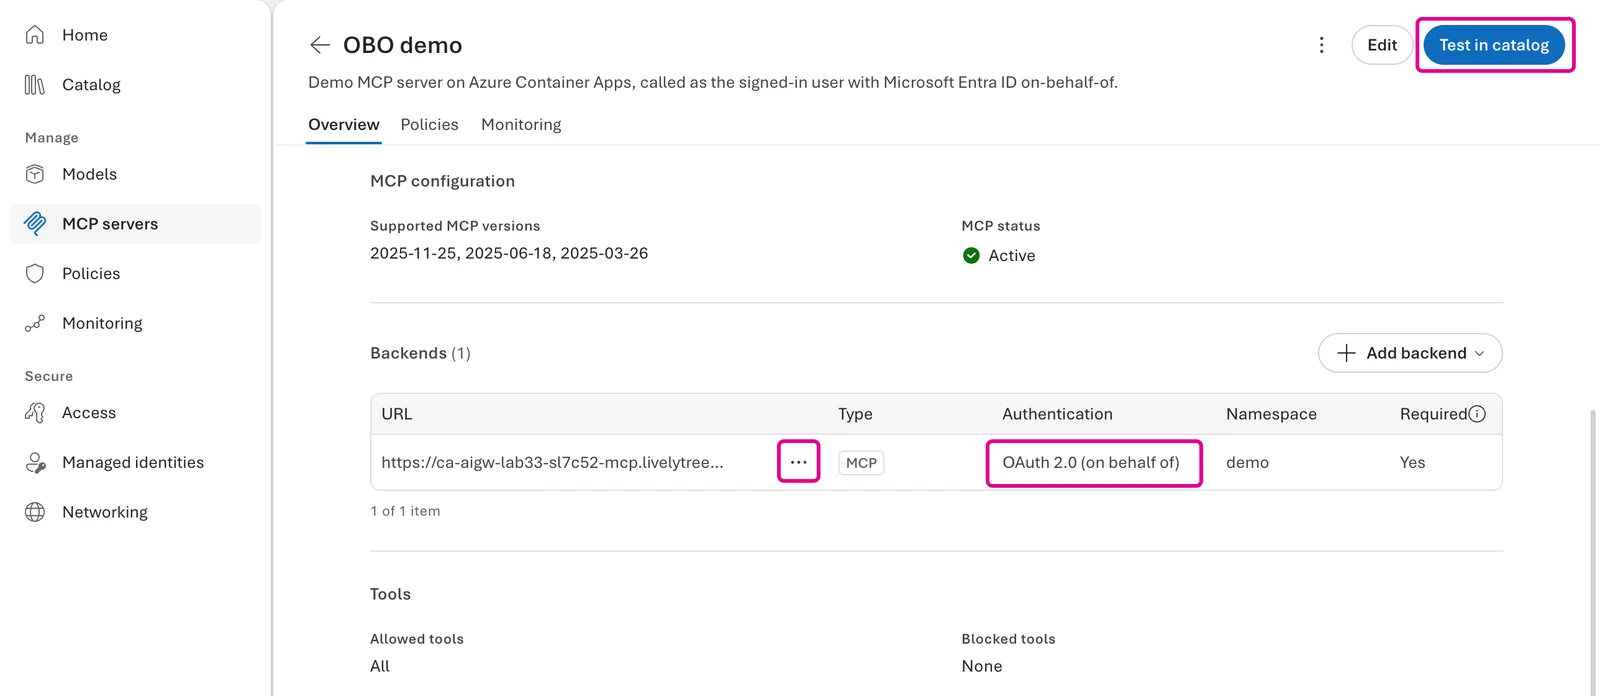 Home
Catalog
Manage
Models
MCP servers
Policies
Monitoring
Secure
Access
Managed identities
Networking
OBO demo
Edit
Test in catalog
Demo MCP server on Azure Container Apps, called as the signed-in user with Microsoft Entra ID on-behalf-of.
Overview Policies Monitoring
MCP configuration
Supported MCP versions
2025-11-25, 2025-06-18, 2025-03-26
MCP status
Active
Backends (1)
Add backend
URL Type Authentication Namespace Required
https://ca-aigw-lab33-sl7c52-mcp.livelytree... ... MCP OAuth 2.0 (on behalf of) demo Yes
1 of 1 item
Tools
Allowed tools
All
Blocked tools
None